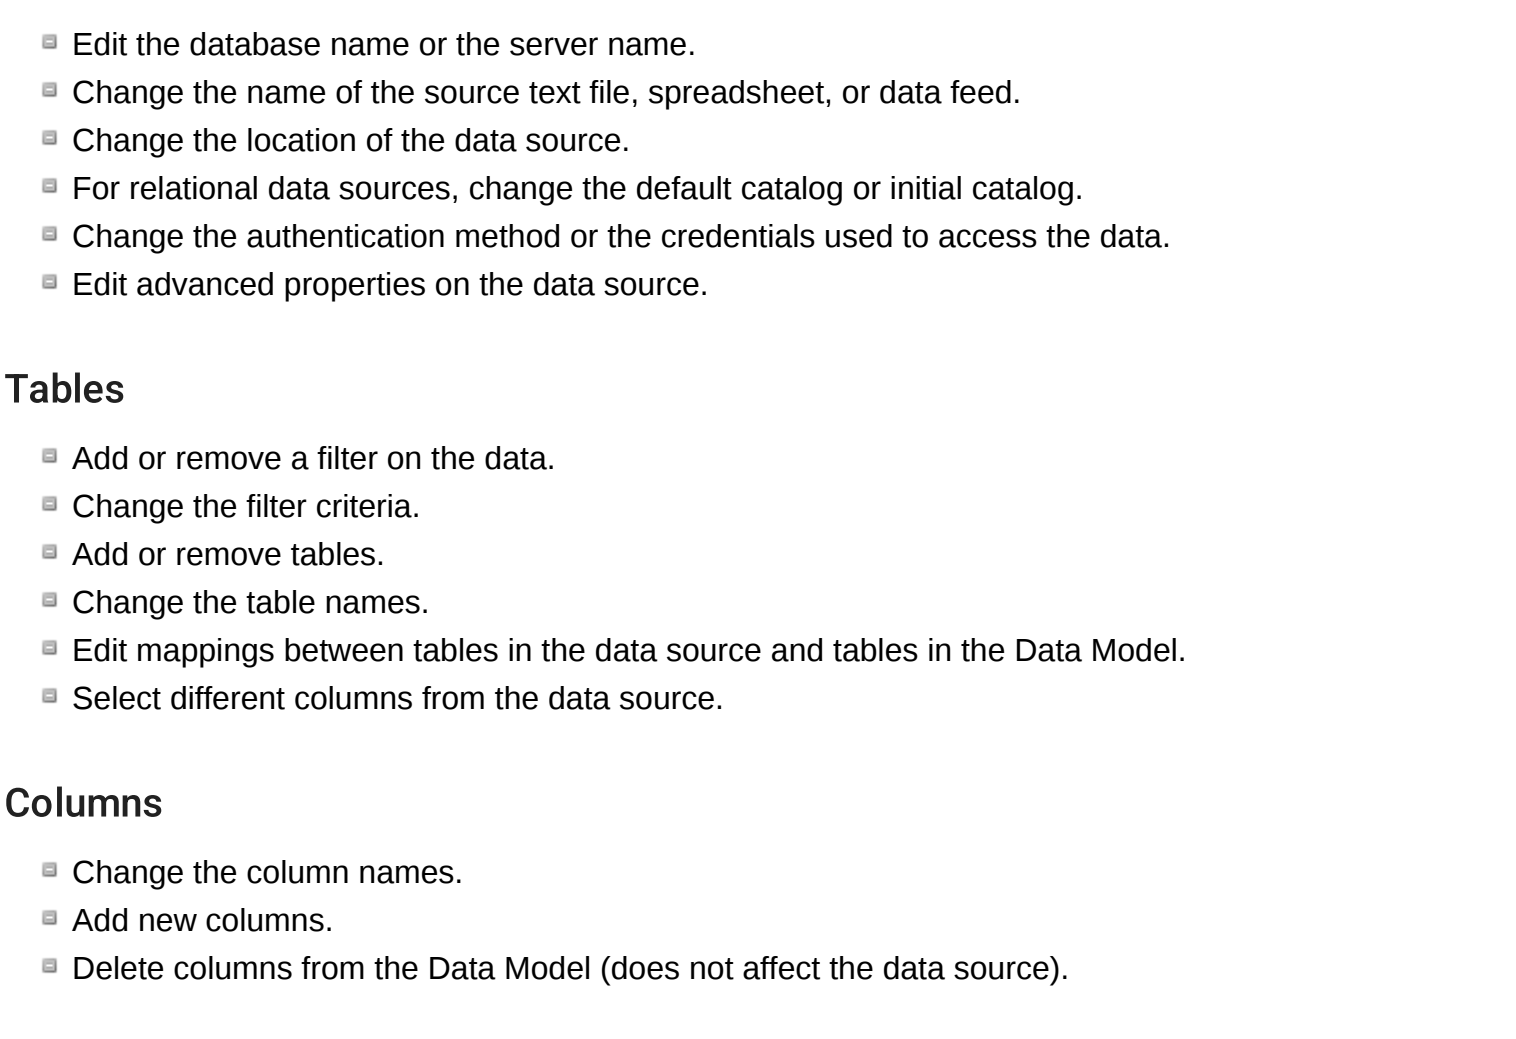 Edit the database name or the server name.
Change the name of the source text file, spreadsheet, or data feed.
Change the location of the data source.
For relational data sources, change the default catalog or initial catalog.
Change the authentication method or the credentials used to access the data.
Edit advanced properties on the data source.
Tables
Add or remove a filter on the data.
Change the filter criteria.
Add or remove tables.
Change the table names.
Edit mappings between tables in the data source and tables in the Data Model.
Select different columns from the data source.
Columns
Change the column names.
Add new columns.
Delete columns from the Data Model (does not affect the data source).